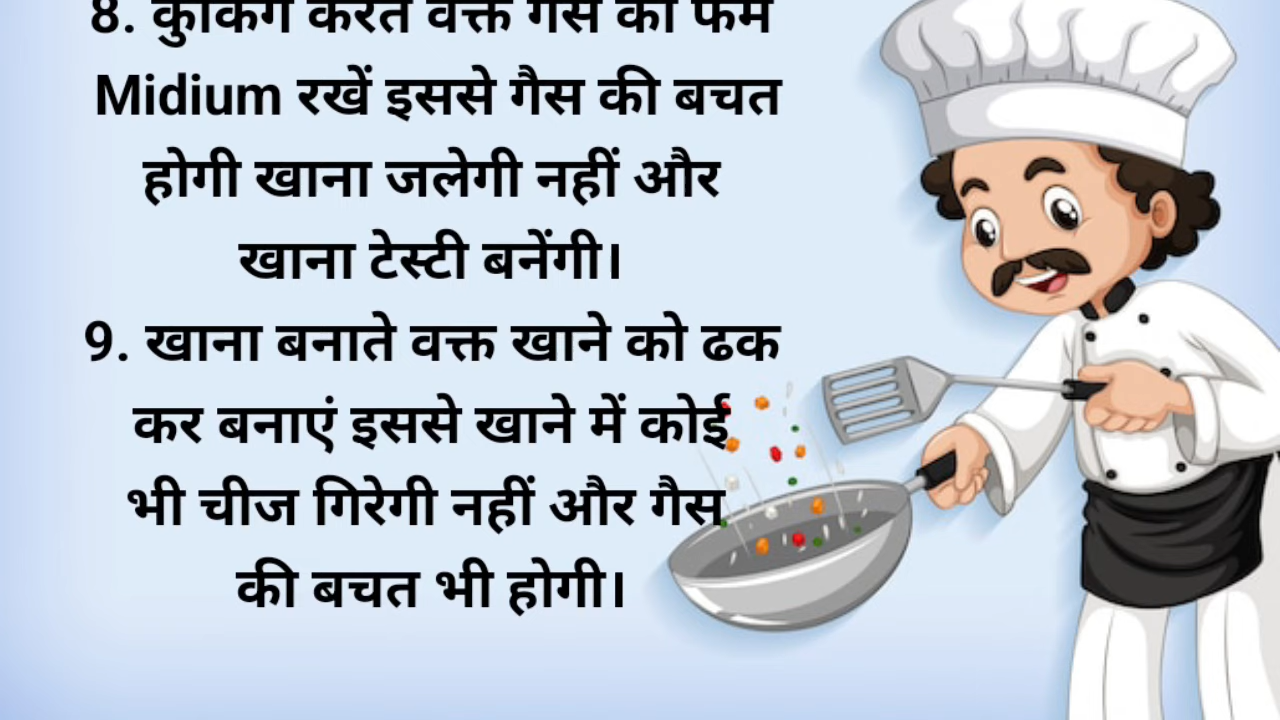 8. कुकिंग करते वक्त गैस को फेम
Midium रखें इससे गैस की बचत
होगी खाना जलेगी नहीं और
खाना टेस्टी बनेंगी।
9. खाना बनाते वक्त खाने को ढक
कर बनाएं इससे खाने में कोई
भी चीज गिरेगी नहीं और गैस
की बचत भी होगी।